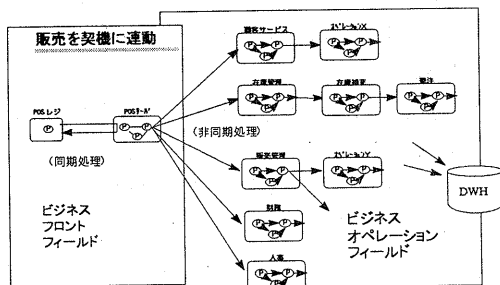 販売を契機に連動
顧客サービス
オペレーションX
P P P
P P P
在庫管理
在庫補充
発注
P P P
P P P
P P P
POSレジ
POSサーバ
P
P P P
(非同期処理)
(同期処理)
販売管理
オペレーションY
P P P
P P P
DWH
ビジネス
フロント
フィールド
財務
P P P
ビジネス
オペレーション
フィールド
人事
P P P